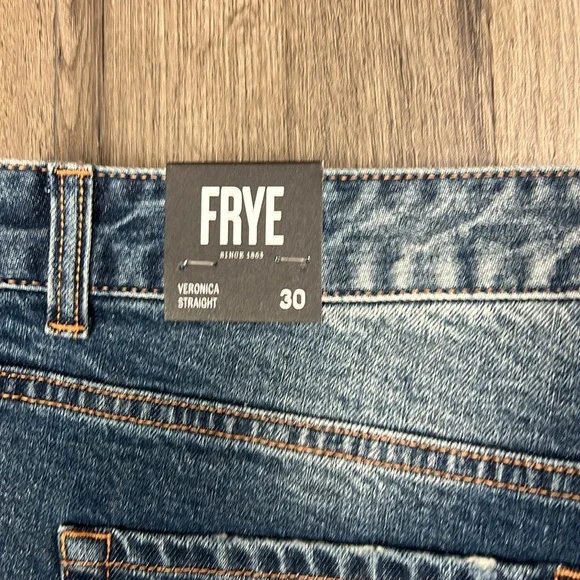 FRYE
SINCE 1863
VERONICA
STRAIGHT
30